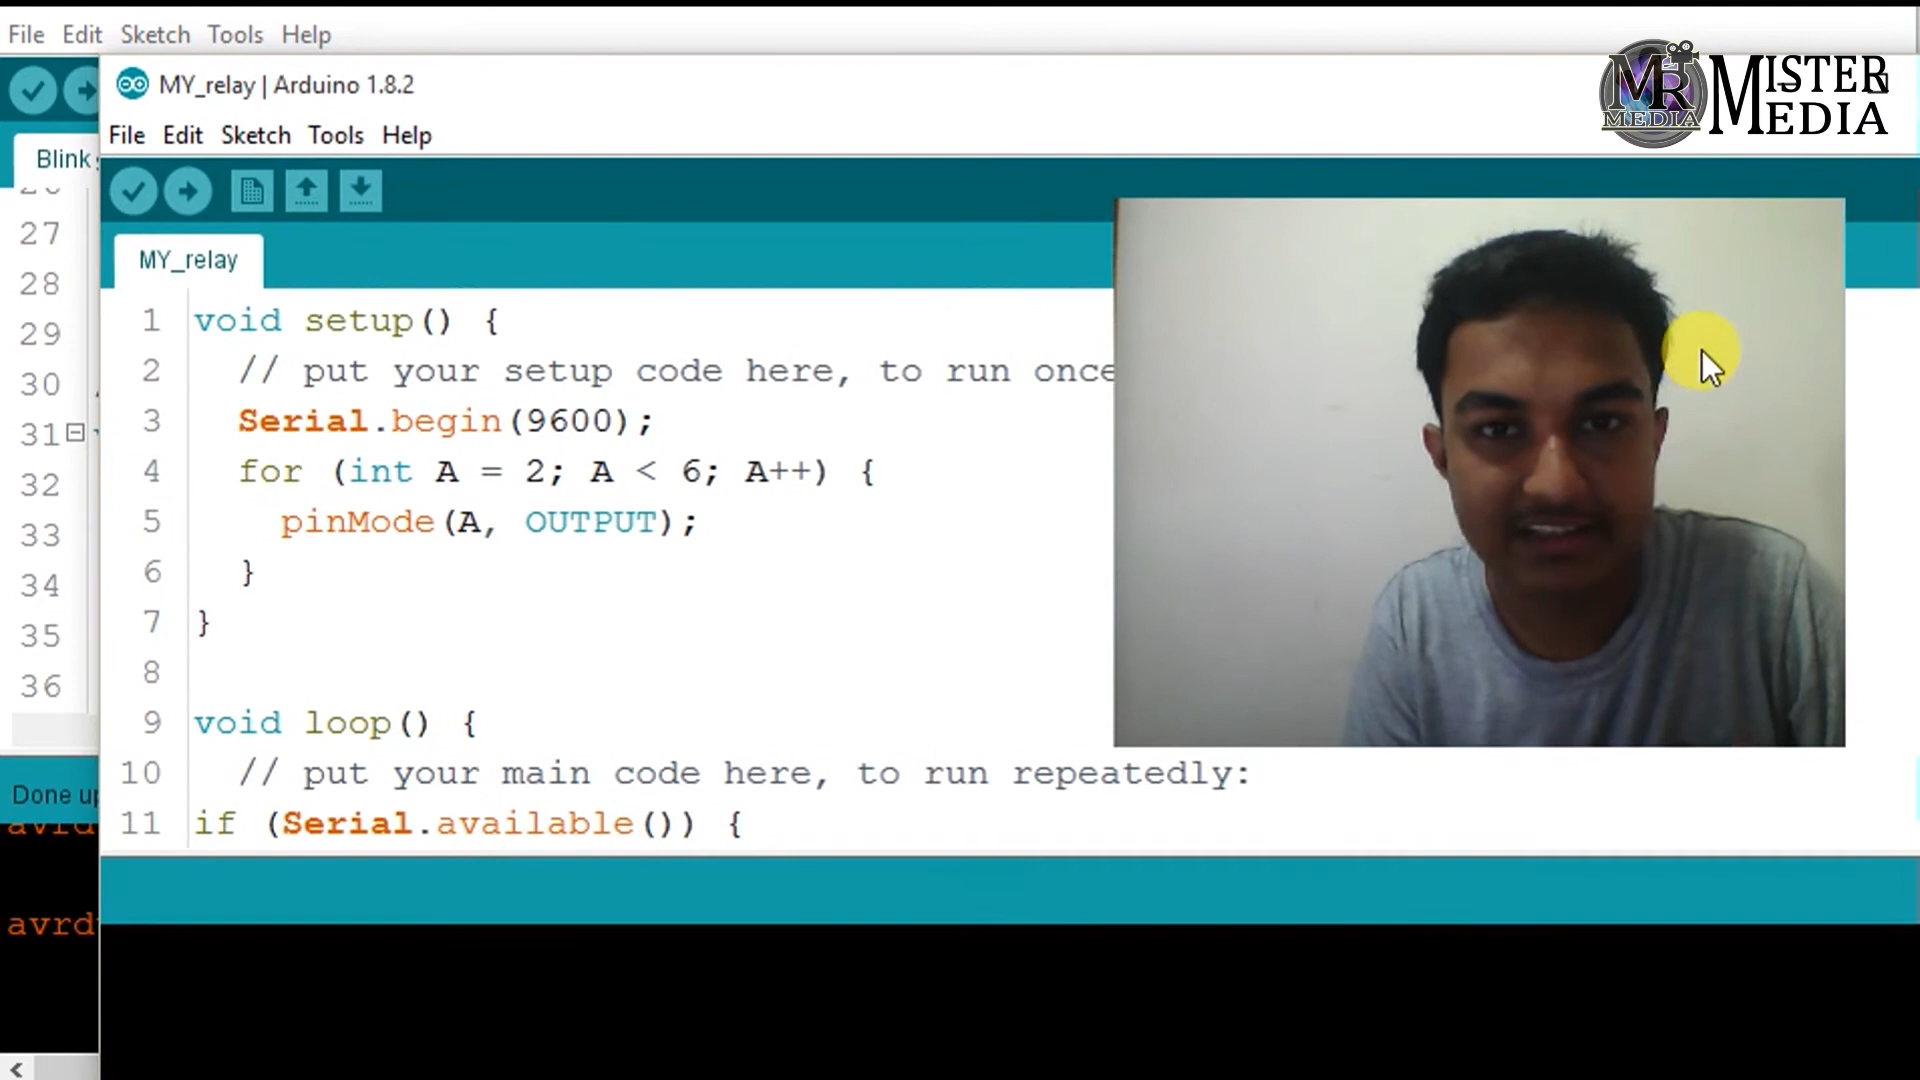 File Edit Sketch Tools Help
MISTER
MEDIA
MR
MEDIA
MY_relay | Arduino 1.8.2
File Edit Sketch Tools Help
Blink
MY_relay
27
28
29
30
31
32
33
34
35
36
1 void setup() {
2 // put your setup code here, to run once
3 Serial.begin(9600);
4 for (int A = 2; A < 6; A++) {
5 pinMode(A, OUTPUT);
6 }
7 }
8
9 void loop() {
10 // put your main code here, to run repeatedly:
11 if (Serial.available()) {
Done up
avrd
avrd